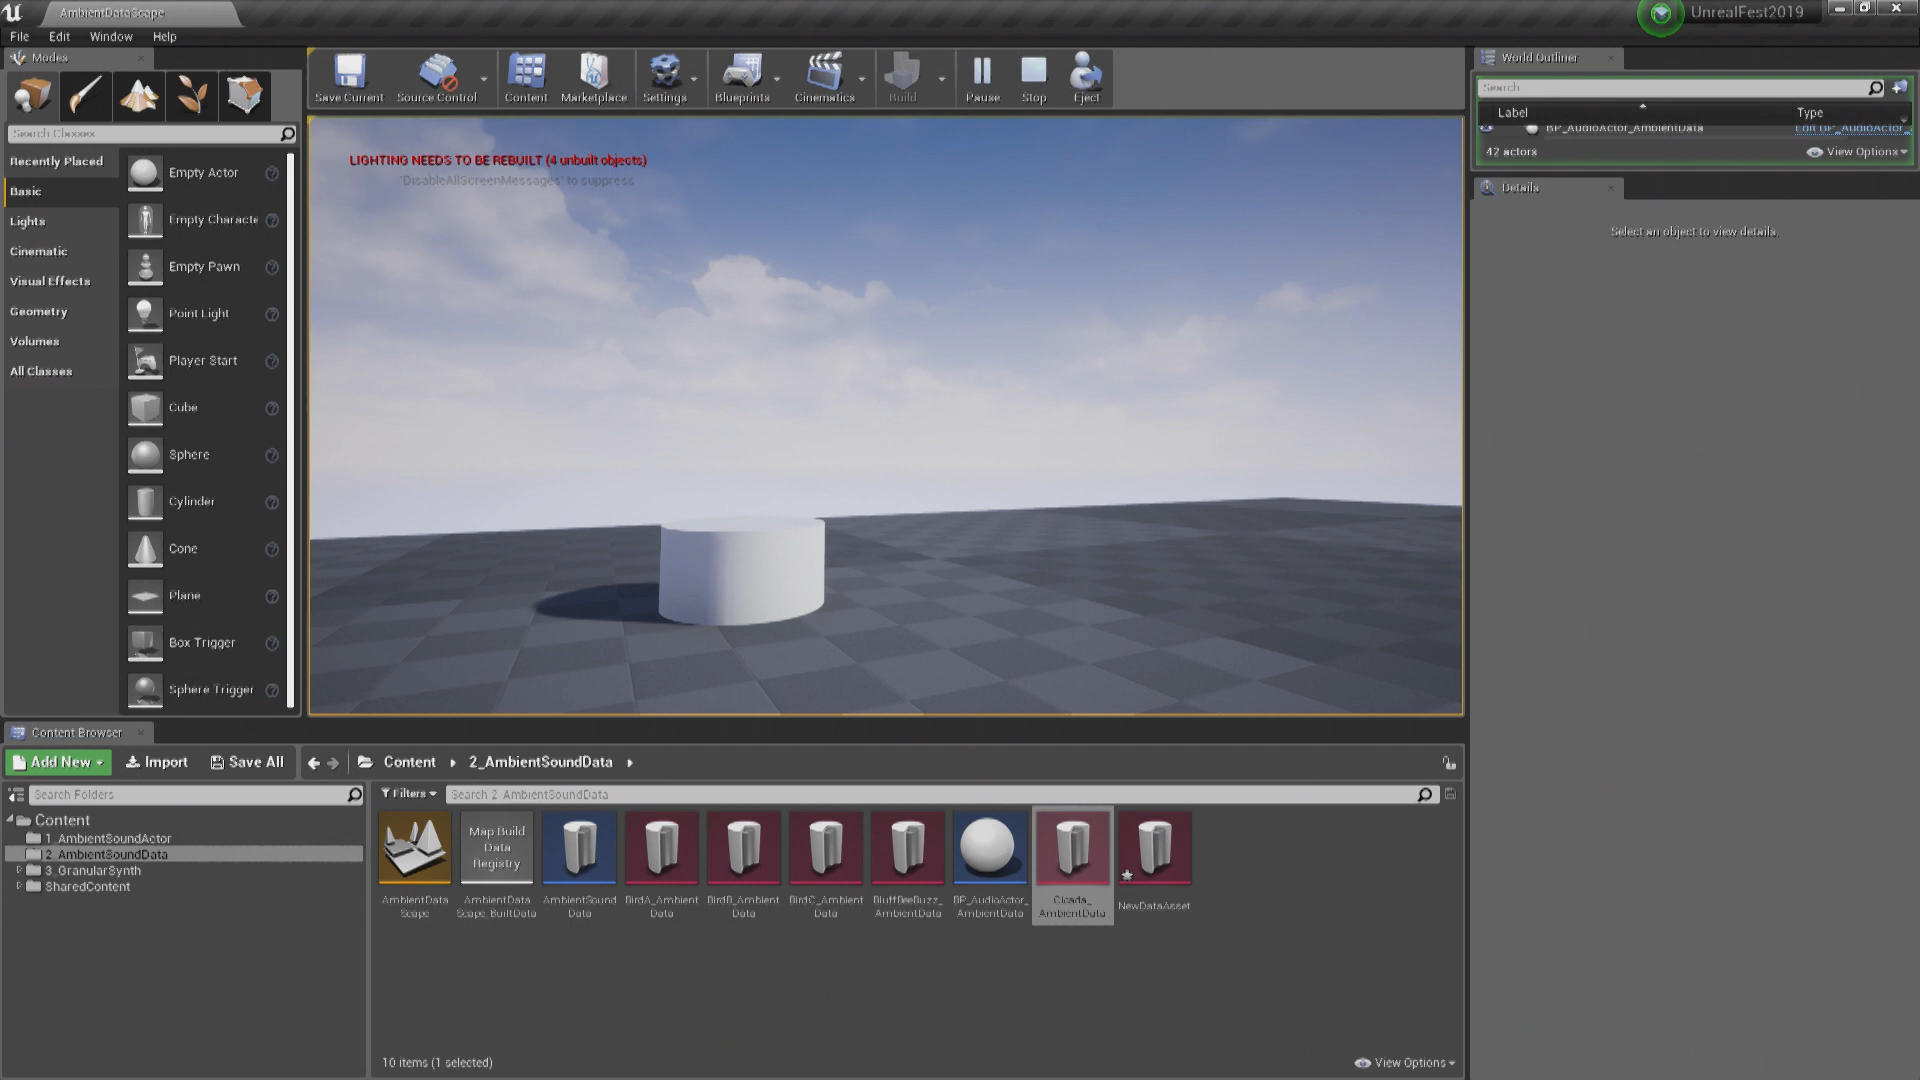 AmbientDataScape
UnrealFest2019
File Edit Window Help
Modes
Save Current
Source Control
Content
Marketplace
Settings
Blueprints
Cinematics
Build
Pause
Stop
Eject
World Outliner
Search
Label Type
BP_AudioActor_AmbientData Edit BP_AudioActor_
42 actors
View Options
Details
Select an object to view details.
Search Classes
Recently Placed
Basic
Lights
Cinematic
Visual Effects
Geometry
Volumes
All Classes
Empty Actor
Empty Characte
Empty Pawn
Point Light
Player Start
Cube
Sphere
Cylinder
Cone
Plane
Box Trigger
Sphere Trigger
LIGHTING NEEDS TO BE REBUILT (4 unbuilt objects)
'DisableAllScreenMessages' to suppress
Content Browser
Add New
Import
Save All
Content
2_AmbientSoundData
Search Folders
Filters
Search 2_AmbientSoundData
Content
1_AmbientSoundActor
2_AmbientSoundData
3_GranularSynth
SharedContent
Map Build
Data
Registry
AmbientData
Scape
AmbientData
Scape_BuiltData
AmbientSound
Data
BirdA_Ambient
Data
BirdB_Ambient
Data
BirdC_Ambient
Data
BluffBeeBuzz_
AmbientData
BP_AudioActor_
AmbientData
Cicada_
AmbientData
NewDataAsset
10 items (1 selected)
View Options